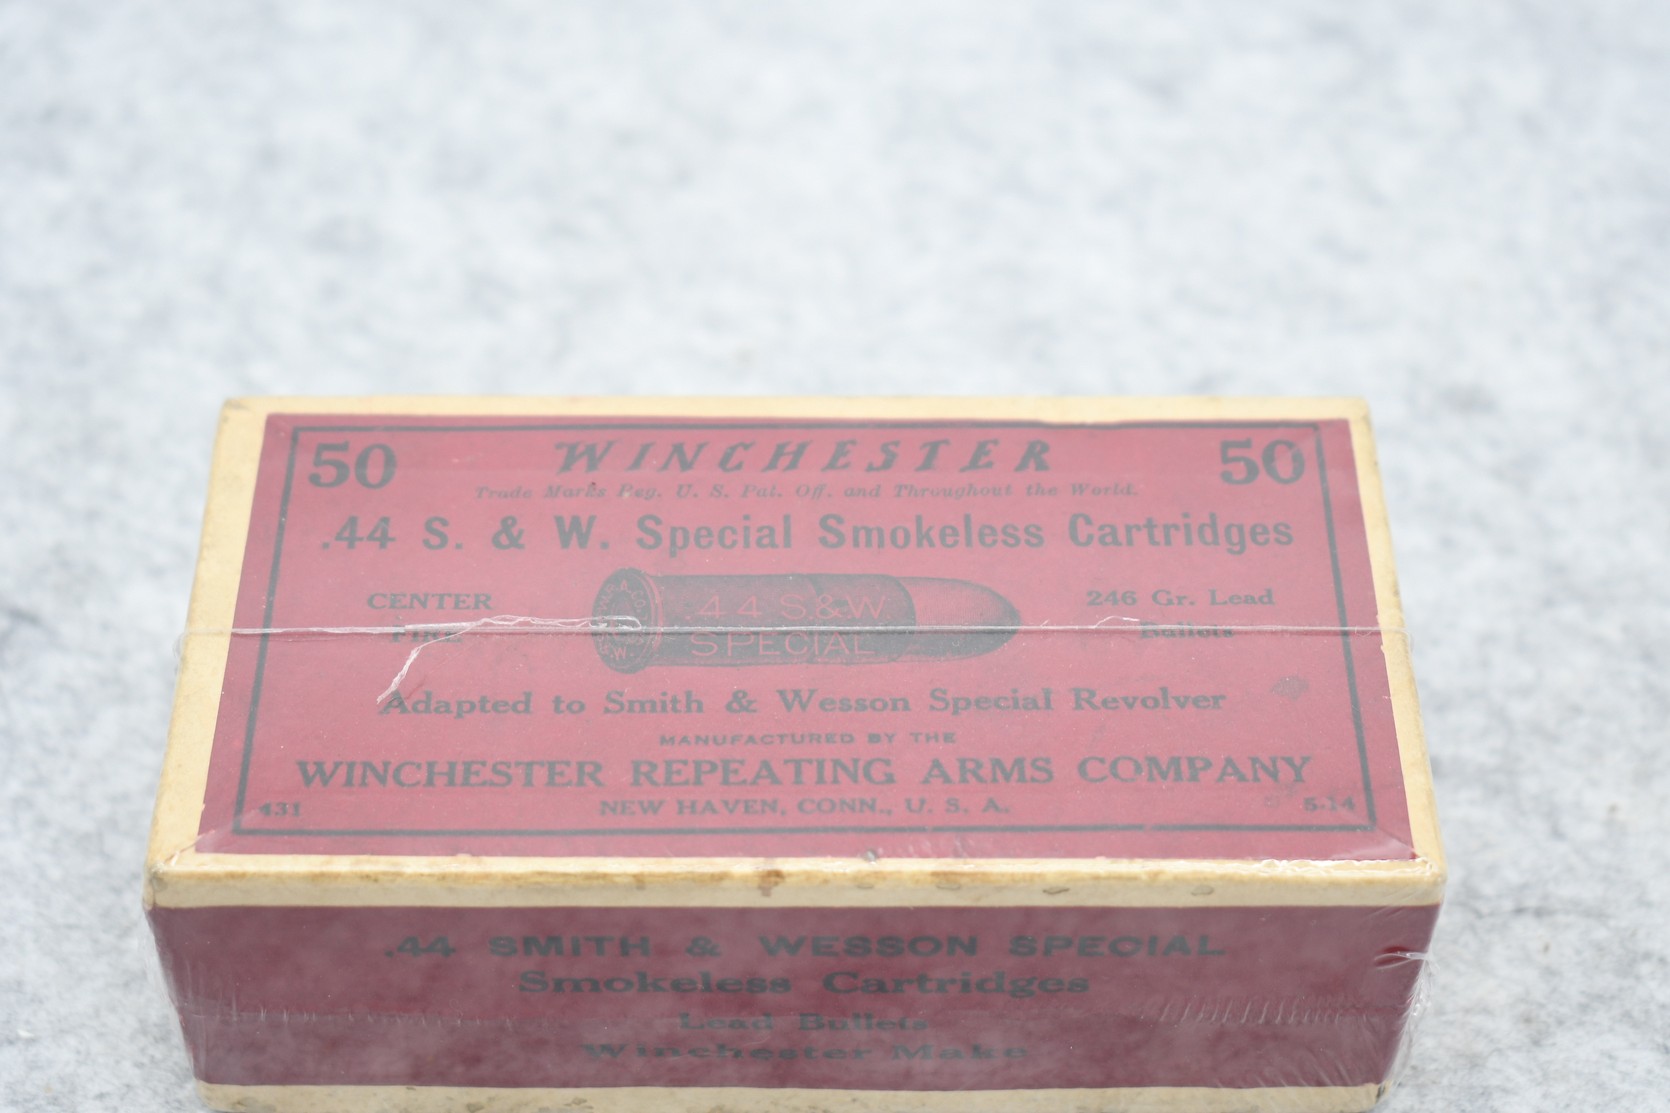 50 WINCHESTER 50
Trade Marks Reg. U. S. Pat. Off. and Throughout the World.
.44 S. & W. Special Smokeless Cartridges
CENTER
FIRE
.44 S&W
SPECIAL
246 Gr. Lead
Bullets
Adapted to Smith & Wesson Special Revolver
MANUFACTURED BY THE
WINCHESTER REPEATING ARMS COMPANY
431 NEW HAVEN, CONN., U. S. A. 5-14
.44 SMITH & WESSON SPECIAL
Smokeless Cartridges
Lead Bullets
Winchester Make